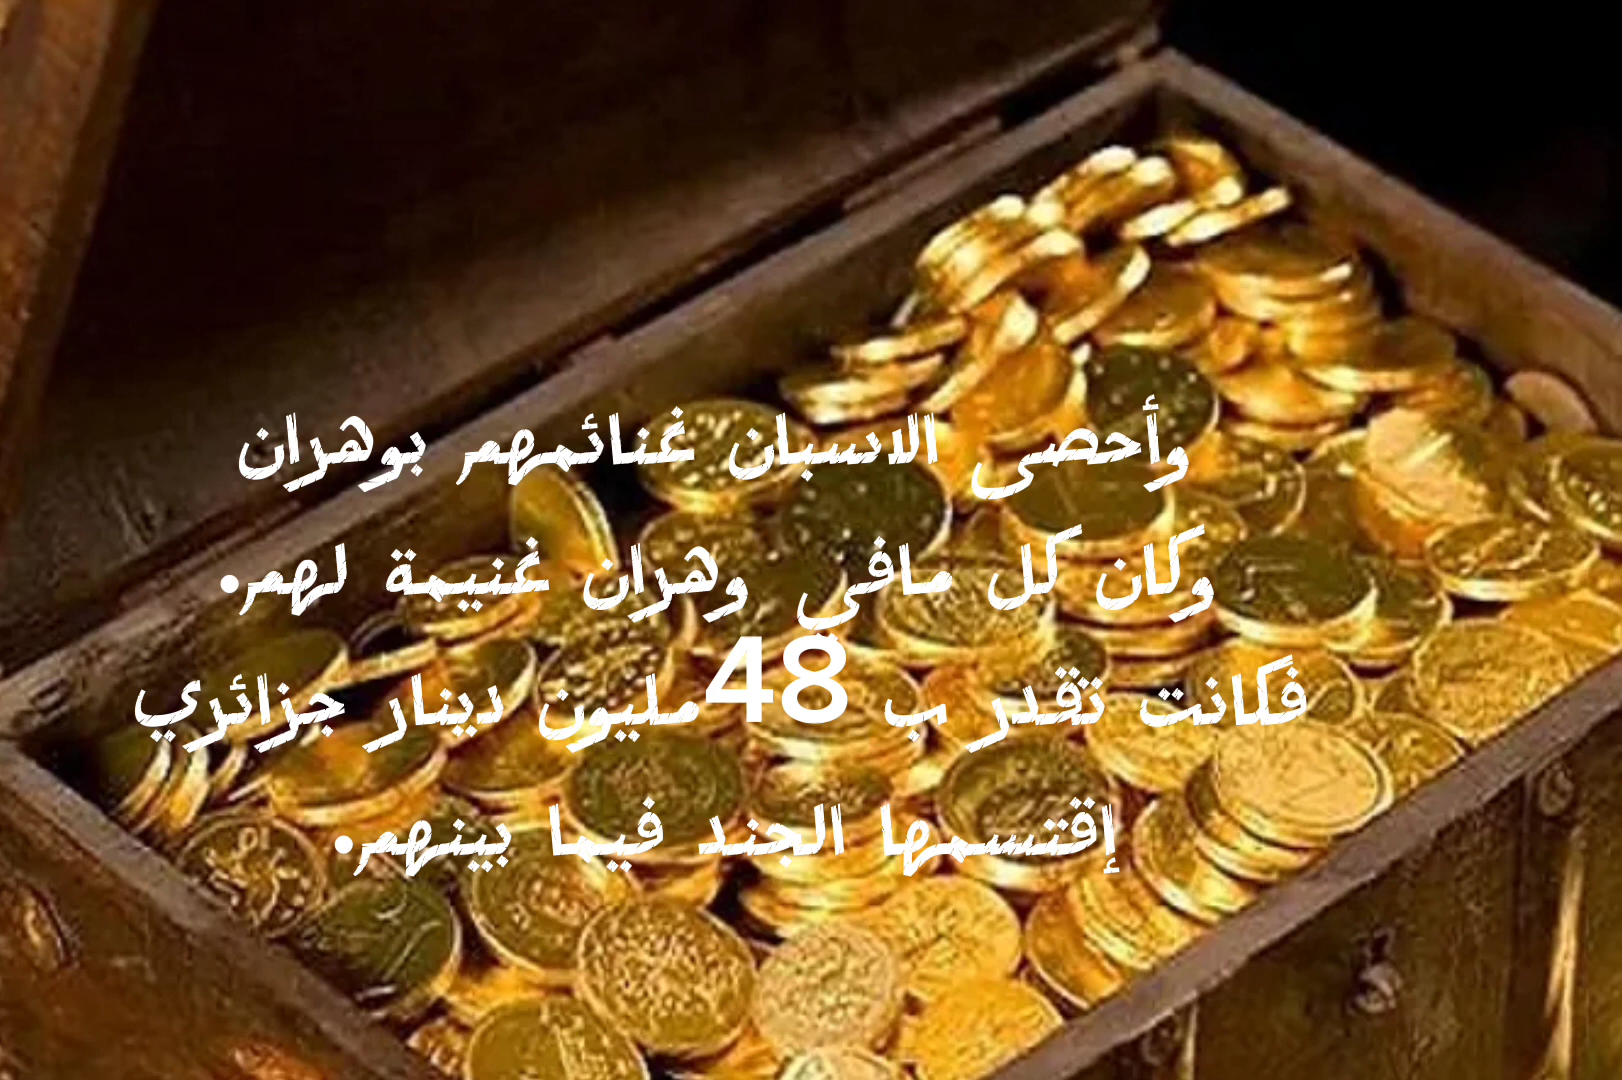 وأحصى الاسبان غنائمهم بوهران
وكان كل مافي وهران غنيمة لهم.
فكانت تقدر ب 48مليون دينار جزائري
إقتسمها الجند فيما بينهم.